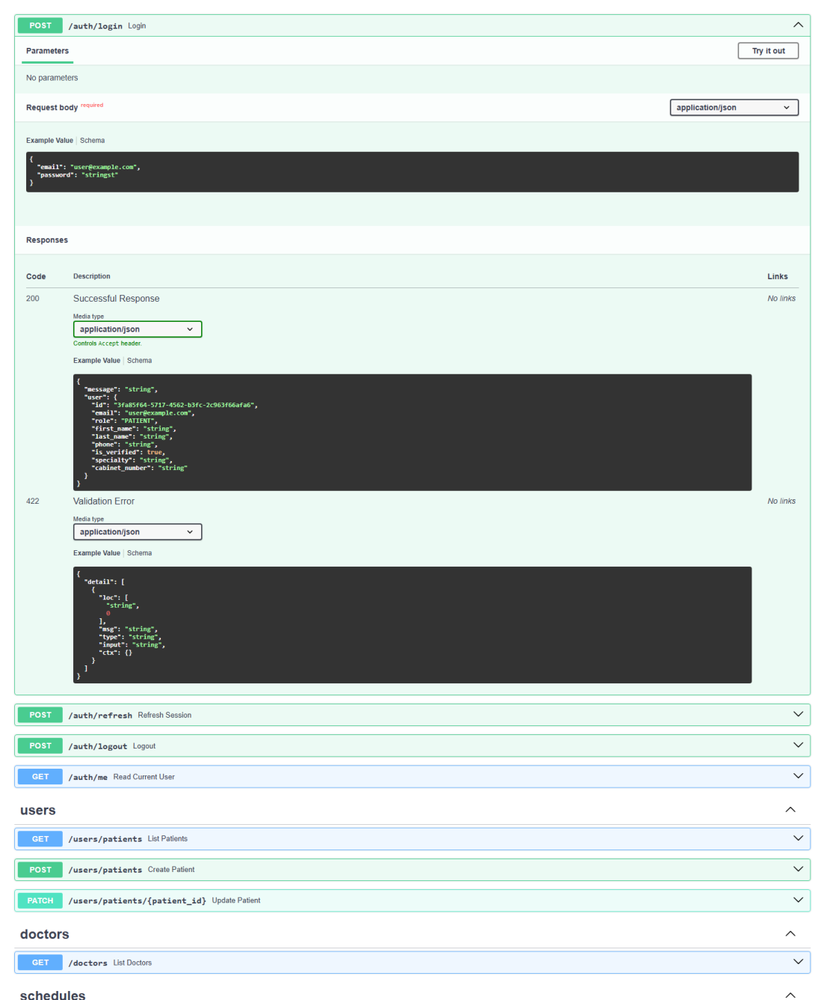 POST /auth/login Login
Parameters
Try it out
No parameters
Request body required
application/json
Example Value Schema
{
"email": "user@example.com",
"password": "stringst"
}
Responses
Code Description Links
200 Successful Response No links
Media type
application/json
Controls Accept header.
Example Value Schema
{
"message": "string",
"user": {
"id": "3fa85f64-5717-4562-b3fc-2c963f66afa6",
"email": "user@example.com",
"role": "PATIENT",
"first_name": "string",
"last_name": "string",
"phone": "string",
"is_verified": true,
"specialty": "string",
"cabinet_number": "string"
}
}
422 Validation Error No links
Media type
application/json
Example Value Schema
{
"detail": [
{
"loc": [
"string",
0
],
"msg": "string",
"type": "string",
"input": "string",
"ctx": {}
}
]
}
POST /auth/refresh Refresh Session
POST /auth/logout Logout
GET /auth/me Read Current User
users
GET /users/patients List Patients
POST /users/patients Create Patient
PATCH /users/patients/{patient_id} Update Patient
doctors
GET /doctors List Doctors
schedules